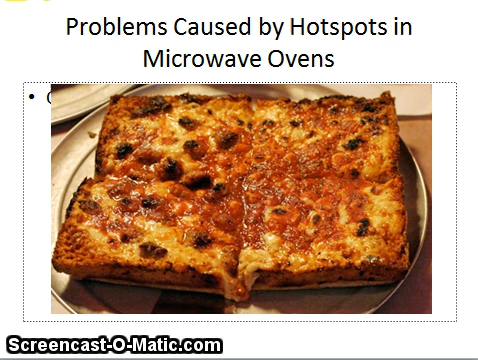 Problems Caused by Hotspots in
Microwave Ovens
Screencast-O-Matic.com